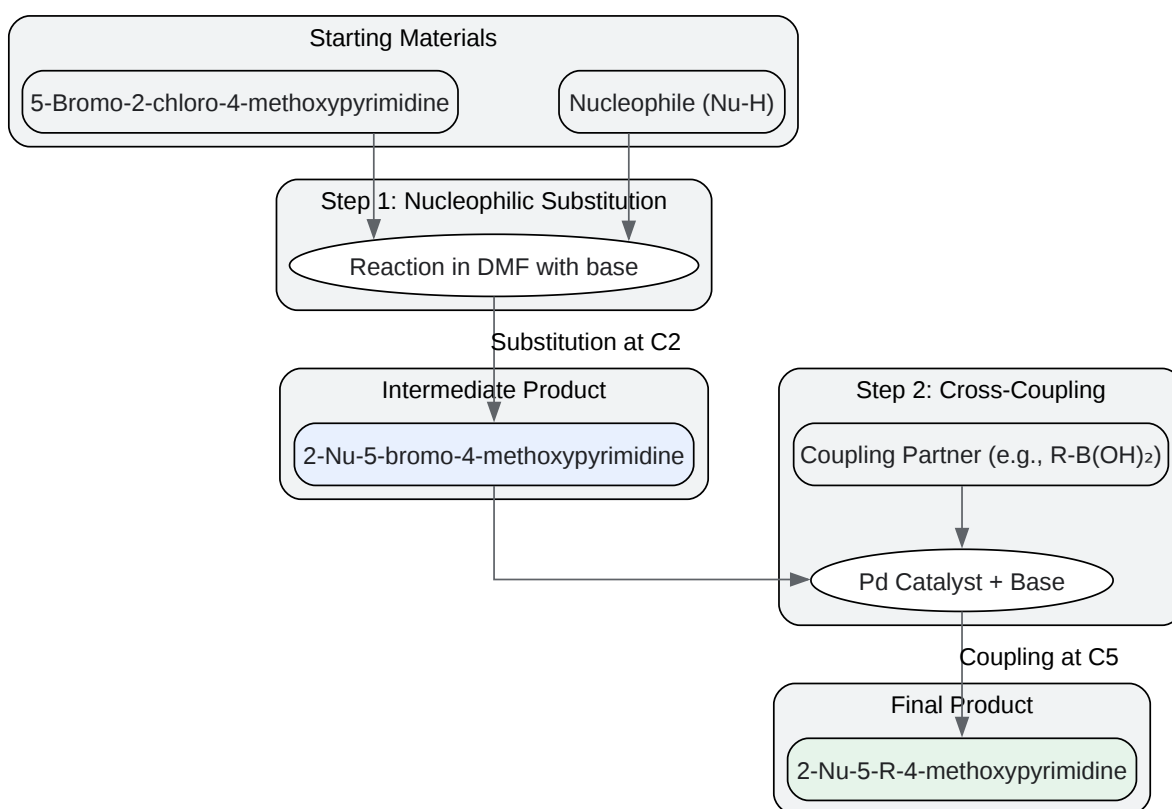 Starting Materials
5-Bromo-2-chloro-4-methoxypyrimidine
Nucleophile (Nu-H)
Step 1: Nucleophilic Substitution
Reaction in DMF with base
Substitution at C2
Intermediate Product
2-Nu-5-bromo-4-methoxypyrimidine
Step 2: Cross-Coupling
Coupling Partner (e.g., R-B(OH)₂)
Pd Catalyst + Base
Coupling at C5
Final Product
2-Nu-5-R-4-methoxypyrimidine